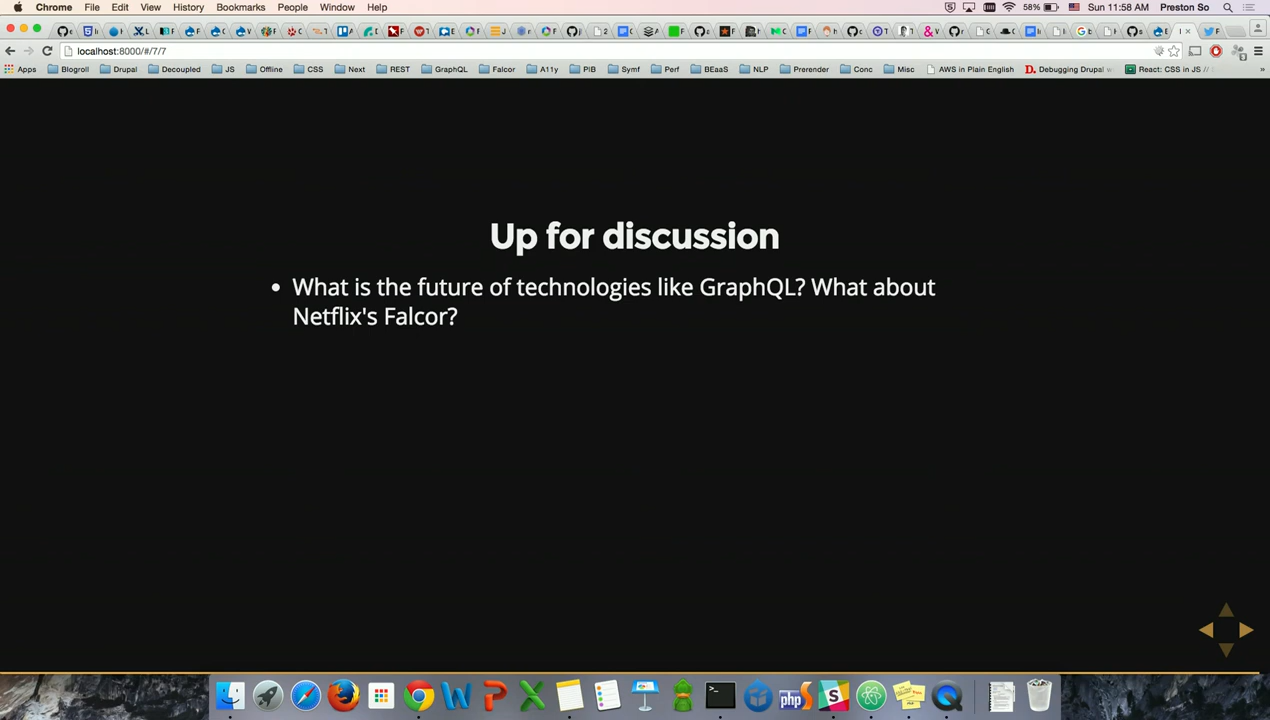 Chrome File Edit View History Bookmarks People Window Help 58% Sun 11:58 AM Preston So
localhost:8000/#/7/7
Apps Blogroll Drupal Decoupled JS Offline CSS Next REST GraphQL Falcor A11y PIB Symf Perf BEaaS NLP Prerender Conc Misc AWS in Plain English Debugging Drupal React: CSS in JS // »
Up for discussion
• What is the future of technologies like GraphQL? What about
Netflix's Falcor?